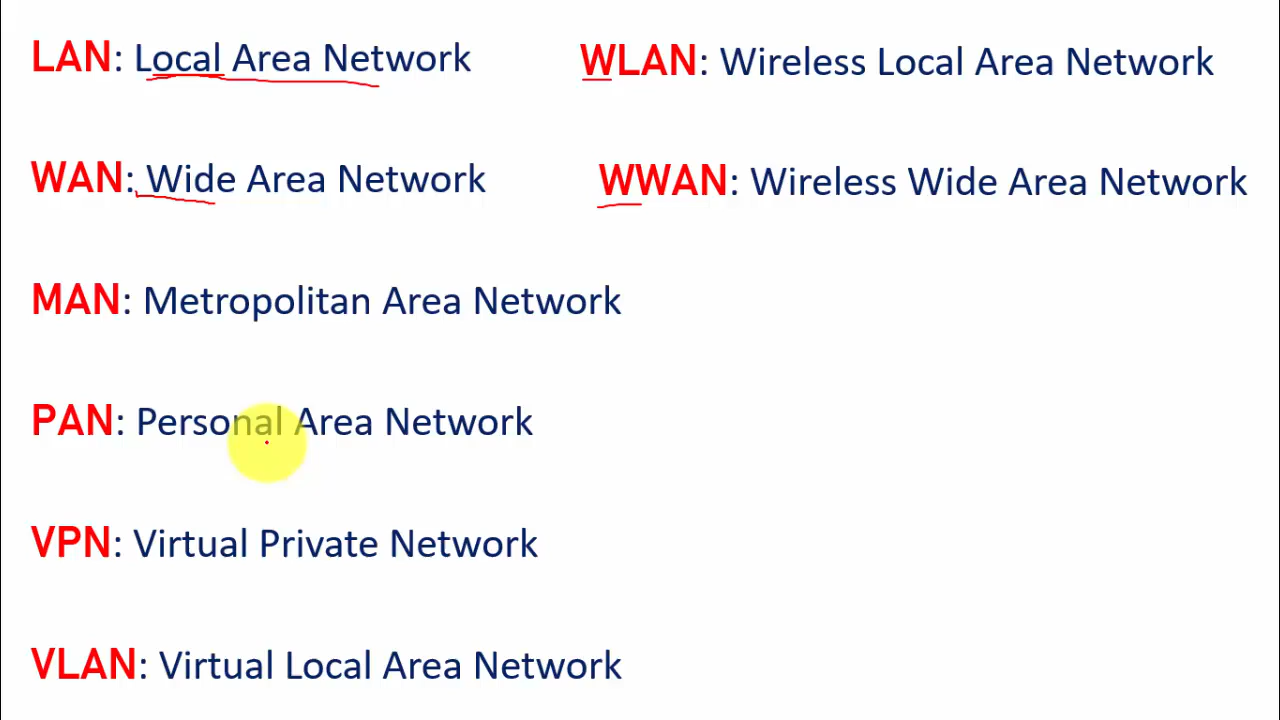 LAN: Local Area Network
WLAN: Wireless Local Area Network
WAN: Wide Area Network
WWAN: Wireless Wide Area Network
MAN: Metropolitan Area Network
PAN: Personal Area Network
VPN: Virtual Private Network
VLAN: Virtual Local Area Network